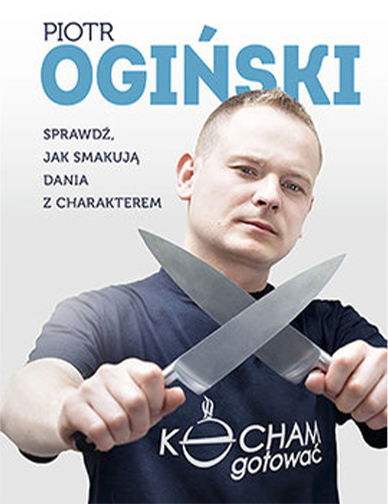 PIOTR
OGIŃSKI
SPRAWDŹ,
JAK SMAKUJĄ
DANIA
Z CHARAKTEREM
KOCHAM
gotować